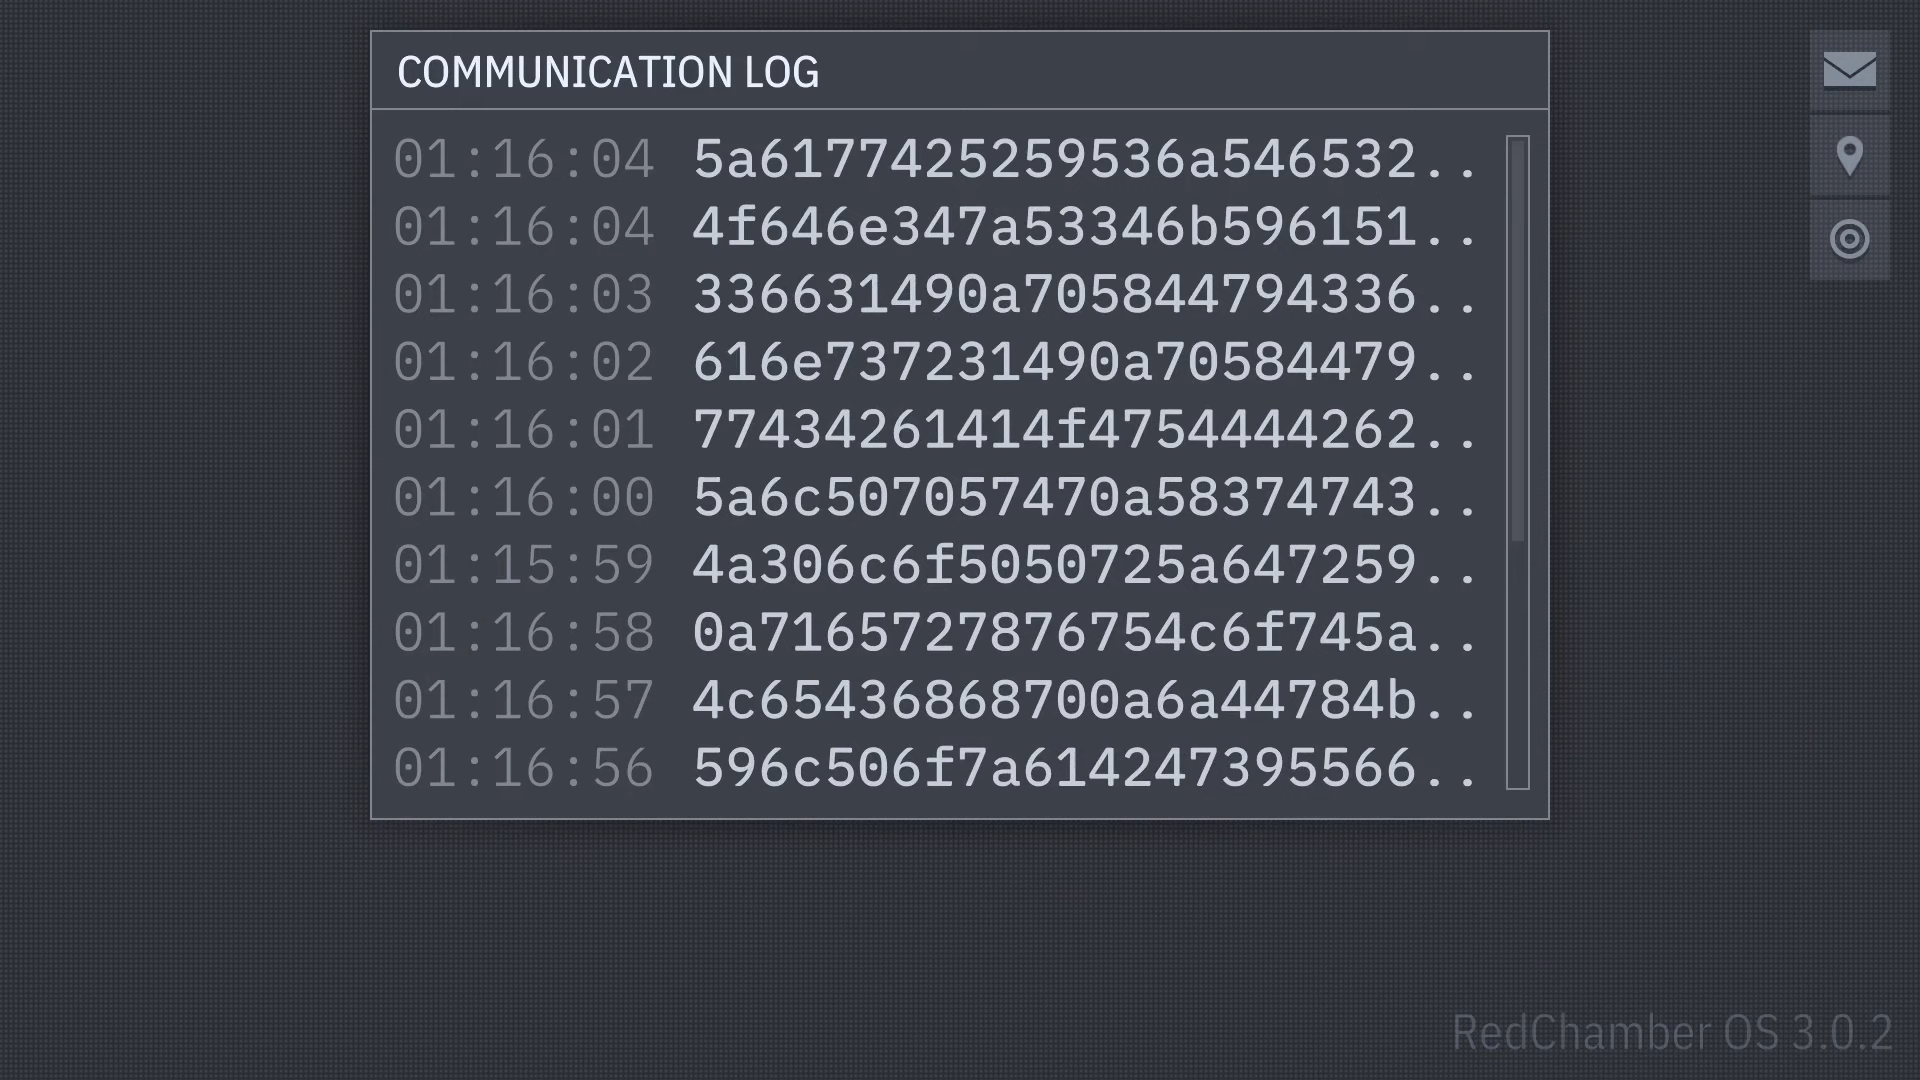 COMMUNICATION LOG
01:16:04 5a6177425259536a546532..
01:16:04 4f646e347a53346b596151..
01:16:03 336631490a705844794336..
01:16:02 616e737231490a70584479..
01:16:01 77434261414f4754444262..
01:16:00 5a6c507057470a58374743..
01:15:59 4a306c6f5050725a647259..
01:16:58 0a7165727876754c6f745a..
01:16:57 4c65436868700a6a44784b..
01:16:56 596c506f7a614247395566..
RedChamber OS 3.0.2